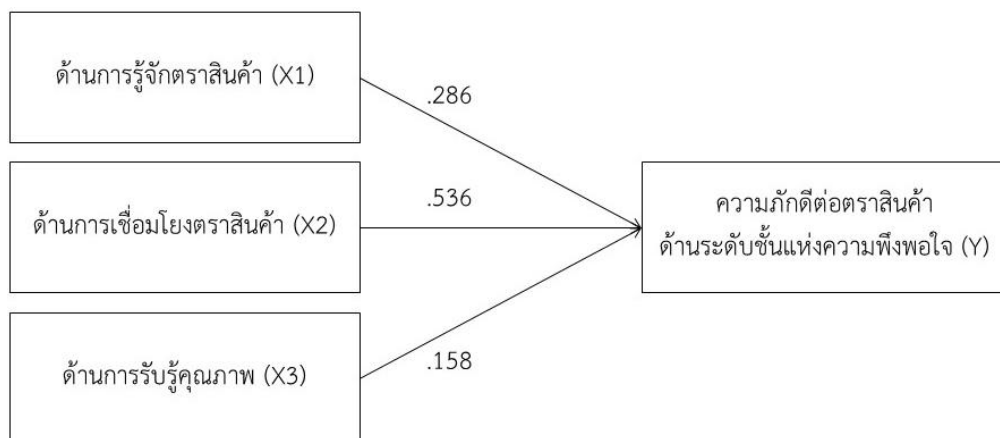 ด้านการรู้จักตราสินค้า (X1)
.286
ด้านการเชื่อมโยงตราสินค้า (X2)
.536
ความภักดีต่อตราสินค้า
ด้านระดับชั้นแห่งความพึงพอใจ (Y)
ด้านการรับรู้คุณภาพ (X3)
.158